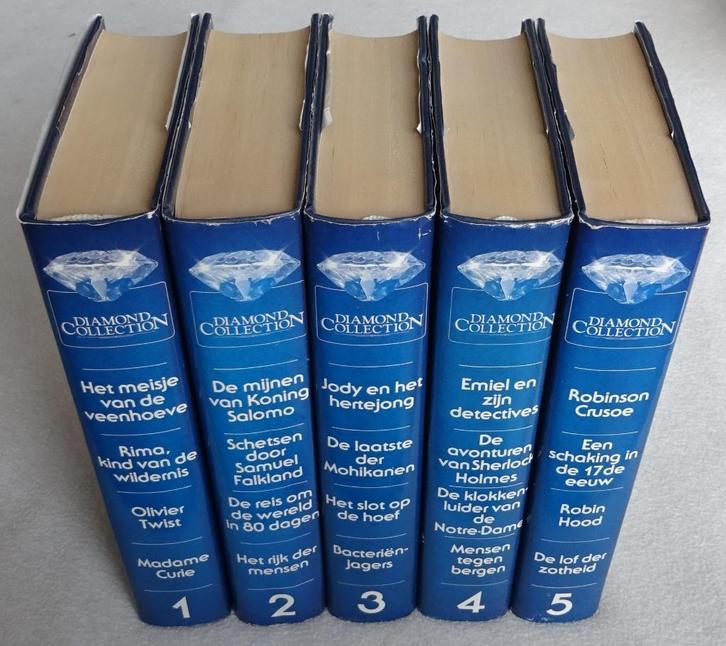 DIAMOND
COLLECTION
Het meisje
van de
veenhoeve
Rima,
kind van de
wildernis
Olivier
Twist
Madame
Curie
1
DIAMOND
COLLECTION
De mijnen
van Koning
Salomo
Schetsen
door
Samuel
Falkland
De reis om
de wereld
in 80 dagen
Het rijk der
mensen
2
DIAMOND
COLLECTION
Jody en het
hertejong
De laatste
der
Mohikanen
Het slot op
de hoef
Bacteriën-
jagers
3
DIAMOND
COLLECTION
Emiel en
zijn
detectives
De
avonturen
van Sherlock
Holmes
De klokken-
luider van
de
Notre-Dame
Mensen
tegen
bergen
4
DIAMOND
COLLECTION
Robinson
Crusoe
Een
schaking in
de 17de
eeuw
Robin
Hood
De lof der
zotheid
5